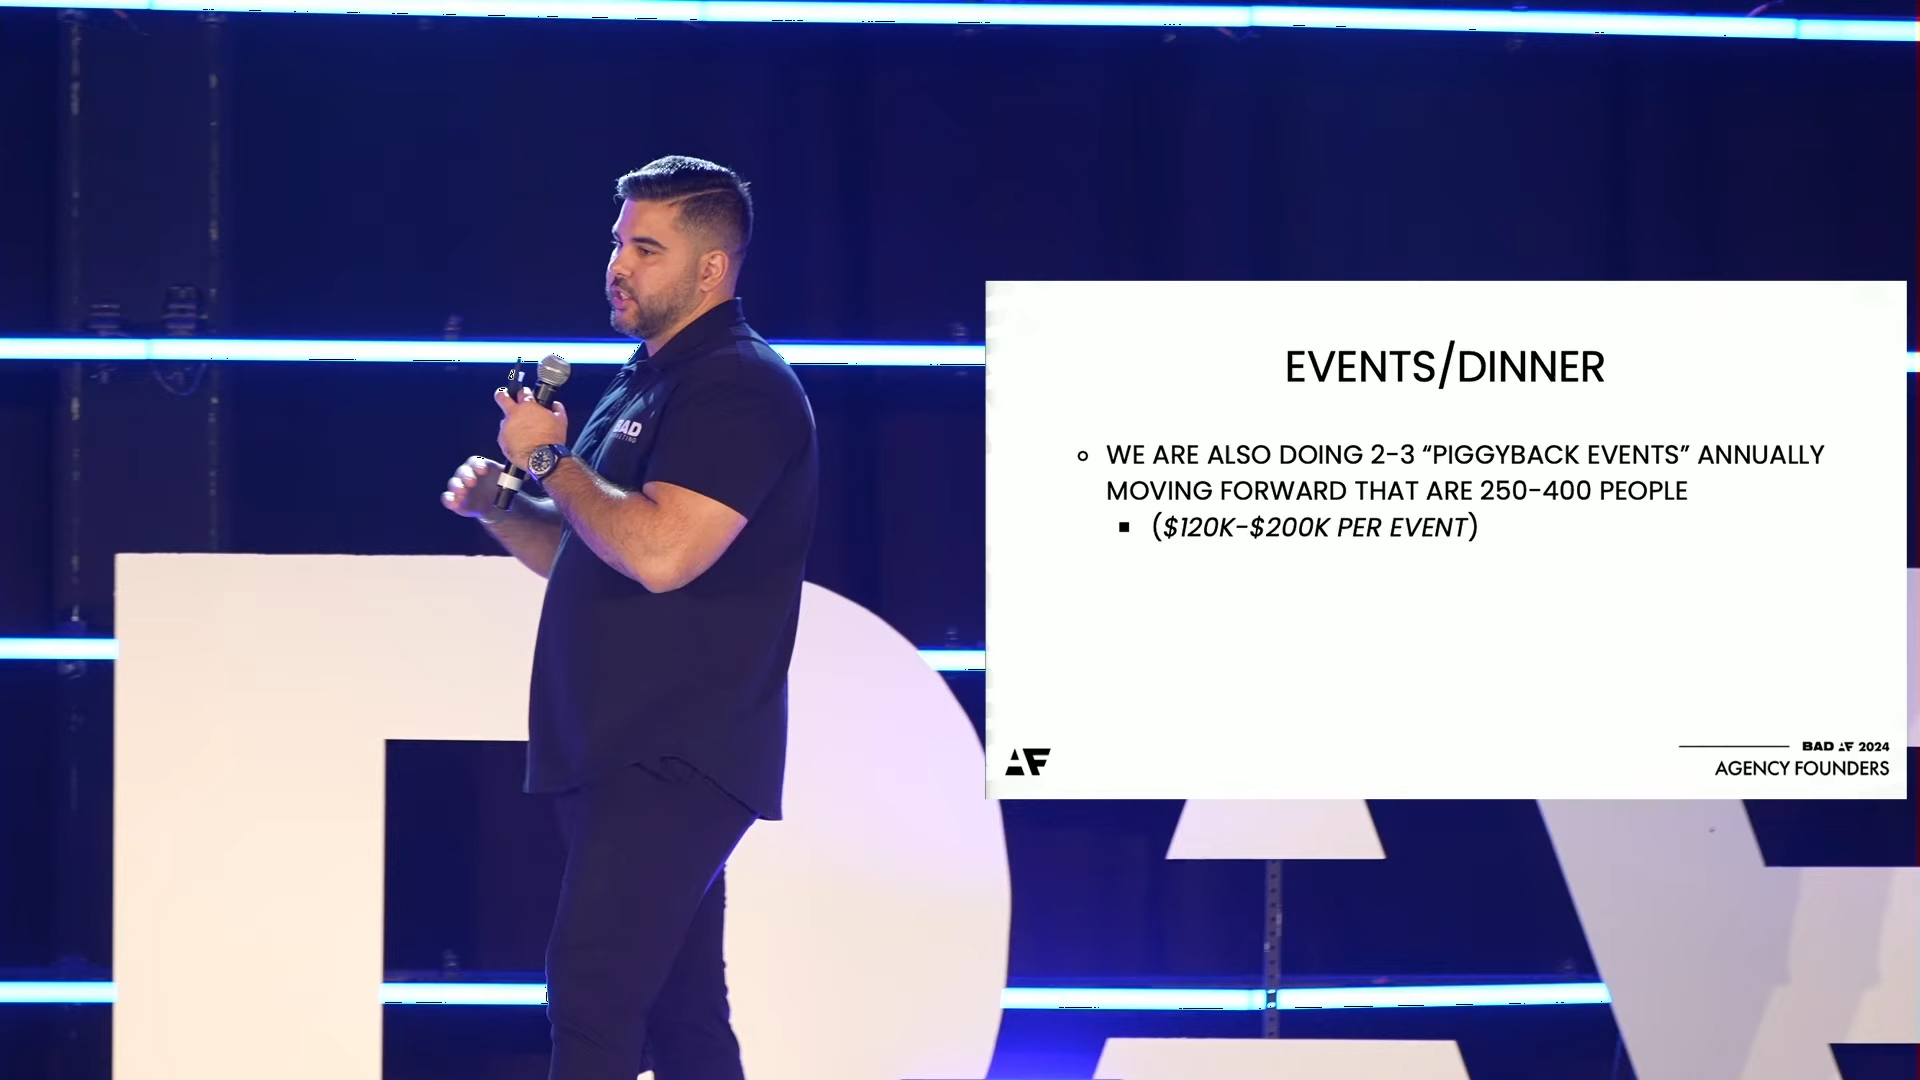 BAD
EVENTS/DINNER
WE ARE ALSO DOING 2-3 “PIGGYBACK EVENTS” ANNUALLY
MOVING FORWARD THAT ARE 250-400 PEOPLE
($120K-$200K PER EVENT)
AF
BAD AF 2024
AGENCY FOUNDERS